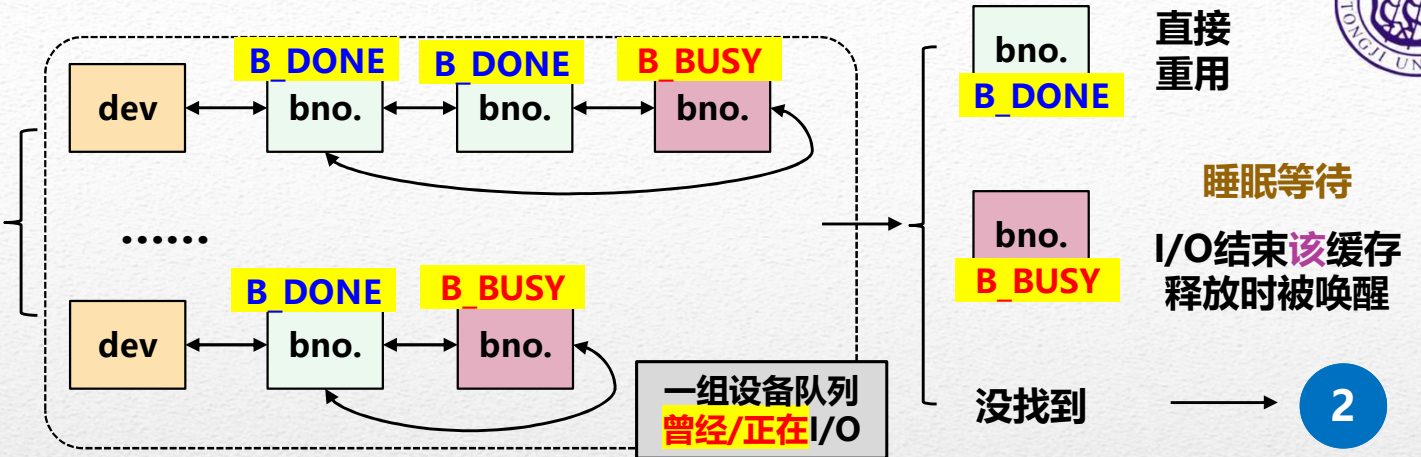 B_DONE
B_DONE
B_BUSY
dev
bno.
bno.
bno.
……
B_DONE
B_BUSY
dev
bno.
bno.
一组设备队列
曾经/正在I/O
bno.
B_DONE
直接
重用
bno.
B_BUSY
睡眠等待
I/O结束该缓存
释放时被唤醒
没找到
2
TONGJI UN